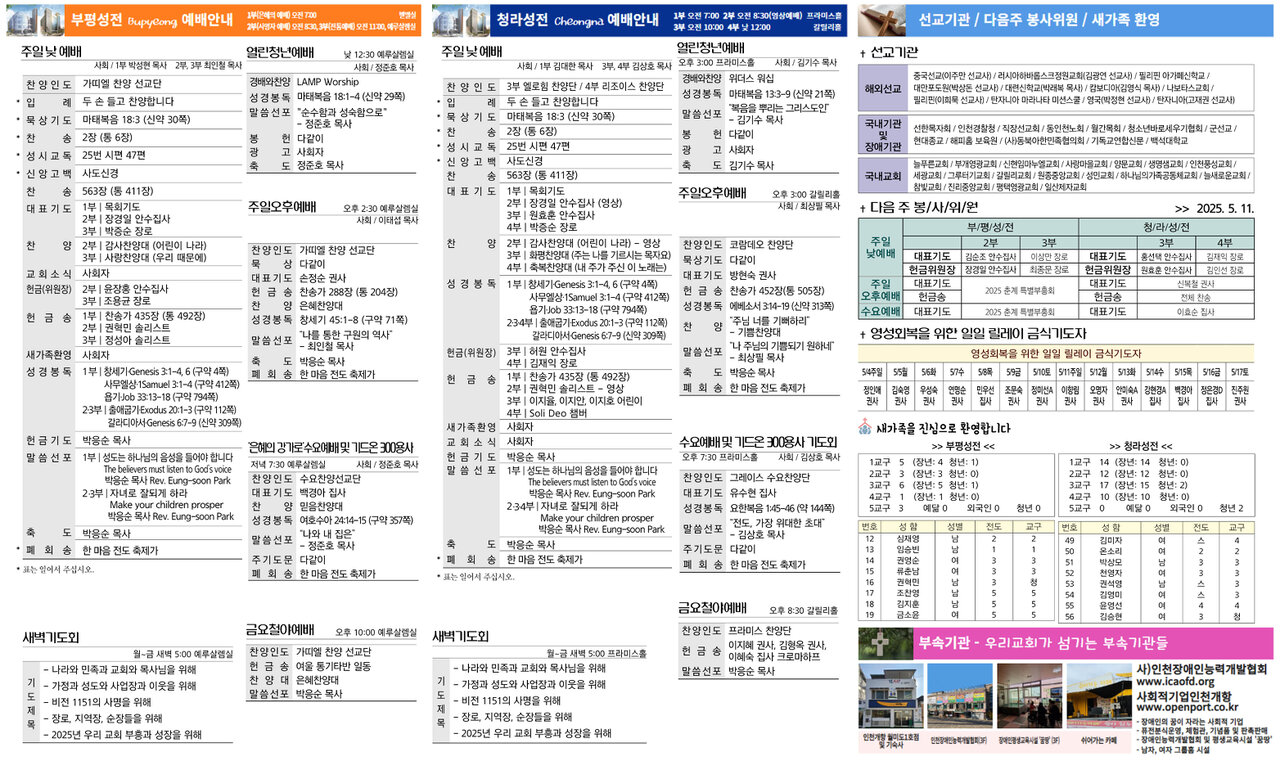 부평성전 Bupyeong 예배안내
1부(은혜의 예배) 오전 7:00 벧엘실
2부(사명자 예배) 오전 8:30, 3부(전동예배) 오전 11:00, 예루살렘실
주일 낮 예배
사회 / 1부 박성현 목사 2부, 3부 최인철 목사
찬양인도 가띠엘 찬양 선교단
* 입례 두 손 들고 찬양합니다
* 묵상기도 마태복음 18:3 (신약 30쪽)
* 찬송 2장 (통 6장)
* 성시교독 25번 시편 47편
* 신앙고백 사도신경
찬송 563장 (통 411장)
대표기도 1부 | 목회기도
2부 | 장경일 안수집사
3부 | 박종순 장로
찬양 2부 | 감사찬양대 (어린이 나라)
3부 | 사랑찬양대 (우리 때문에)
교회소식 사회자
헌금(위원장) 2부 | 윤장흥 안수집사
3부 | 조용균 장로
헌금송 1부 | 찬송가 435장 (통 492장)
2부 | 권혁민 솔리스트
3부 | 정성아 솔리스트
새가족환영 사회자
성경봉독 1부 | 창세기·Genesis 3:1-4, 6 (구약 4쪽)
사무엘상·1Samuel 3:1-4 (구약 412쪽)
욥기·Job 33:13-18 (구약 794쪽)
2·3부 | 출애굽기·Exodus 20:1-3 (구약 112쪽)
갈라디아서·Genesis 6:7-9 (신약 309쪽)
헌금기도 박응순 목사
말씀선포 1부 | 성도는 하나님의 음성을 들어야 합니다
The believers must listen to God's voice
박응순 목사 Rev. Eung-soon Park
2·3부 | 자녀로 잘되게 하라
Make your children prosper
박응순 목사 Rev. Eung-soon Park
축도 박응순 목사
* 폐회송 한 마음 전도 축제가
* 표는 일어서 주십시오.
새벽기도회
월~금 새벽 5:00 예루살렘실
기도제목
- 나라와 민족과 교회와 목사님을 위해
- 가정과 성도와 사업장과 이웃을 위해
- 비전 1151의 사명을 위해
- 장로, 지역장, 순장들을 위해
- 2025년 우리 교회 부흥과 성장을 위해
열린청년예배
낮 12:30 예루살렘실
사회 / 정준호 목사
경배와찬양 LAMP Worship
성경봉독 마태복음 18:1-4 (신약 29쪽)
말씀선포 "순수함과 성숙함으로"
- 정준호 목사
봉헌 다같이
광고 사회자
축도 정준호 목사
주일오후예배 오후 2:30 예루살렘실
사회 / 이태섭 목사
찬양인도 가띠엘 찬양 선교단
묵상 다같이
대표기도 손정순 권사
헌금송 찬송가 288장 (통 204장)
찬양 은혜찬양대
성경봉독 창세기 45:1-8 (구약 71쪽)
말씀선포 "나를 통한 구원의 역사"
- 최인철 목사
축도 박응순 목사
폐회송 한 마음 전도 축제가
'은혜의 강가로' 수요예배 및 기드온 300용사
저녁 7:30 예루살렘실 사회 / 정준호 목사
찬양인도 수요찬양선교단
대표기도 백경아 집사
찬양 믿음찬양대
성경봉독 여호수아 24:14-15 (구약 357쪽)
말씀선포 "나와 내 집은"
- 정준호 목사
주기도문 다같이
폐회송 한 마음 전도 축제가
금요철야예배 오후 10:00 예루살렘실
찬양인도 가띠엘 찬양 선교단
헌금송 여울 통기타반 일동
찬양대 은혜찬양대
말씀선포 박응순 목사
청라성전 Cheongna 예배안내
1부 오전 7:00 2부 오전 8:30(영상예배) 프라미스홀
3부 오전 10:00 4부 낮 12:00 갈릴리홀
주일 낮 예배
사회 / 1부 김대한 목사 3부, 4부 김상호 목사
찬양인도 3부 엘로힘 찬양단 / 4부 리조이스 찬양단
* 입례 두 손 들고 찬양합니다
* 묵상기도 마태복음 18:3 (신약 30쪽)
* 찬송 2장 (통 6장)
* 성시교독 25번 시편 47편
* 신앙고백 사도신경
찬송 563장 (통 411장)
대표기도 1부 | 목회기도
2부 | 장경일 안수집사 (영상)
3부 | 원효훈 안수집사
4부 | 박종순 장로
찬양 2부 | 감사찬양대 (어린이 나라) - 영상
3부 | 화평찬양대 (주는 나를 기르시는 목자요)
4부 | 축복찬양대 (내 주가 주신 이 노래는)
성경봉독 1부 | 창세기·Genesis 3:1-4, 6 (구약 4쪽)
사무엘상·1Samuel 3:1-4 (구약 412쪽)
욥기·Job 33:13-18 (구약 794쪽)
2·3·4부 | 출애굽기·Exodus 20:1-3 (구약 112쪽)
갈라디아서·Genesis 6:7-9 (신약 309쪽)
헌금(위원장) 3부 | 허원 안수집사
4부 | 김재익 장로
헌금송 1부 | 찬송가 435장 (통 492장)
2부 | 권혁민 솔리스트 - 영상
3부 | 이지율, 이지안, 이지호 어린이
4부 | Soli Deo 챔버
새가족환영 사회자
교회소식 사회자
헌금기도 박응순 목사
말씀선포 1부 | 성도는 하나님의 음성을 들어야 합니다
The believers must listen to God's voice
박응순 목사 Rev. Eung-soon Park
2·3·4부 | 자녀로 잘되게 하라
Make your children prosper
박응순 목사 Rev. Eung-soon Park
축도 박응순 목사
* 폐회송 한 마음 전도 축제가
* 표는 일어서 주십시오.
새벽기도회
월~금 새벽 5:00 프라미스홀
기도제목
- 나라와 민족과 교회와 목사님을 위해
- 가정과 성도와 사업장과 이웃을 위해
- 비전 1151의 사명을 위해
- 장로, 지역장, 순장들을 위해
- 2025년 우리 교회 부흥과 성장을 위해
열린청년예배
오후 3:00 프라미스홀 사회 / 김기수 목사
경배와찬양 위더스 워십
성경봉독 마태복음 13:3-9 (신약 21쪽)
말씀선포 "복음을 뿌리는 그리스도인"
- 김기수 목사
봉헌 다같이
광고 사회자
축도 김기수 목사
주일오후예배 오후 3:00 갈릴리홀
사회 / 최상필 목사
찬양인도 코람데오 찬양단
묵상기도 다같이
대표기도 방현숙 권사
헌금송 찬송가 452장(통 505장)
성경봉독 에베소서 3:14-19 (신약 313쪽)
찬양 "주님 너를 기뻐하리"
- 기쁨찬양대
말씀선포 "나 주님의 기쁨되기 원하네"
- 최상필 목사
축도 박응순 목사
폐회송 한 마음 전도 축제가
수요예배 및 기드온 300용사 기도회
오후 7:30 프라미스홀 사회 / 김상호 목사
찬양인도 그레이스 수요찬양단
대표기도 유수현 집사
성경봉독 요한복음 1:45-46 (약 144쪽)
말씀선포 "전도, 가장 위대한 초대"
- 김상호 목사
주기도문 다같이
폐회송 한 마음 전도 축제가
금요철야예배 오후 8:30 갈릴리홀
찬양인도 프라미스 찬양단
헌금송 이지혜 권사, 김형옥 권사,
이혜숙 집사 크로마하프
말씀선포 박응순 목사
선교기관 / 다음주 봉사위원 / 새가족 환영
✝ 선교기관
해외선교 중국선교(이주만 선교사) / 러시아하바롭스크정원교회(김광연 선교사) / 필리핀 아가페신학교 /
대만포도원(박상돈 선교사) / 대련신학교(박래복 선교사) / 캄보디아(김영식 목사) / 나보타스교회 /
필리핀(이희묵 선교사) / 탄자니아 마라나타 미션스쿨 / 영국(박정현 선교사) / 탄자니아(고재권 선교사)
국내기관 및 장애기관 선한목자회 / 인천경찰청 / 직장선교회 / 동인천노회 / 월간목회 / 청소년바로세우기협회 / 군선교 /
현대종교 / 해피홈 보육원 / (사)동북아한민족협의회 / 기독교연합신문 / 백석대학교
국내교회 늘푸른교회 / 부개영광교회 / 신현임마누엘교회 / 사랑마을교회 / 양문교회 / 생명샘교회 / 인천풍성교회 /
세광교회 / 그루터기교회 / 갈릴리교회 / 원종중앙교회 / 성민교회 / 하나님의가족공동체교회 / 늘새로운교회 /
참빛교회 / 진리중앙교회 / 평택영광교회 / 일산제자교회
✝ 다음 주 봉/사/위/원 >> 2025. 5. 11.
부/평/성/전 청/라/성/전
2부 3부 3부 4부
주일 낮예배 대표기도 김순조 안수집사 이상만 장로 대표기도 홍선택 안수집사 김재익 장로
헌금위원장 장경일 안수집사 최종문 장로 헌금위원장 원효훈 안수집사 김인선 장로
주일 오후예배 대표기도 2025 춘계 특별부흥회 대표기도 신복철 권사
헌금송 헌금송 전체 찬송
수요예배 대표기도 2025 춘계 특별부흥회 대표기도 이효순 집사
✝ 영성회복을 위한 일일 릴레이 금식기도자
영성회복을 위한 일일 릴레이 금식기도자
5/4주일 5/5월 5/6화 5/7수 5/8목 5/9금 5/10토 5/11주일 5/12월 5/13화 5/14수 5/15목 5/16금 5/17토
정인애 권사 김숙영 권사 우성숙 권사 연명순 권사 민우선 집사 조문숙 권사 정미선A 권사 이향림 권사 오명자 권사 안미숙A 권사 김현경A 집사 백경아 집사 정은경D 집사 진주원 권사
새가족을 진심으로 환영합니다
>> 부평성전 <<
1교구 5 (장년: 4 청년: 1)
2교구 3 (장년: 3 청년: 0)
3교구 6 (장년: 5 청년: 1)
4교구 1 (장년: 1 청년: 0)
5교구 3 예닮 0 외국인 0 청년 0
번호 성함 성별 전도 교구
12 심재영 남 2 2
13 임승빈 남 1 1
14 권영순 여 3 3
15 류춘남 여 3 3
16 권혁민 남 3 청
17 조찬영 남 5 5
18 김지훈 남 5 5
19 금소윤 여 5 5
>> 청라성전 <<
1교구 14 (장년: 14 청년: 0)
2교구 12 (장년: 12 청년: 0)
3교구 17 (장년: 15 청년: 2)
4교구 10 (장년: 10 청년: 0)
5교구 0 예닮 0 외국인 0 청년 2
번호 성함 성별 전도 교구
49 김미자 여 스 4
50 온소리 여 2 2
51 박상모 남 3 3
52 천영자 여 3 3
53 권석영 남 스 3
54 김영미 여 스 3
55 윤영선 여 4 4
56 김승현 여 3 청
부속기관 - 우리교회가 섬기는 부속기관들
인천개항 월미도1호점 및 기숙사
인천장애인능력개발협회(3F)
장애인평생교육시설 '꿈땅' (3F)
쉬어가는 카페
사)인천장애인능력개발협회
www.icaofd.org
사회적기업인천개항
www.openport.co.kr
- 장애인의 꿈이 자라는 사회적 기업
- 퓨전분식운영, 체험관, 기념품 및 판촉판매
- 장애인능력개발협회 및 평생교육시설 '꿈땅'
- 남자, 여자 그룹홈 시설